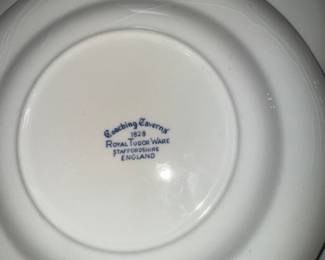 Coaching Taverns
1828
ROYAL TUDOR WARE
STAFFORDSHIRE
ENGLAND